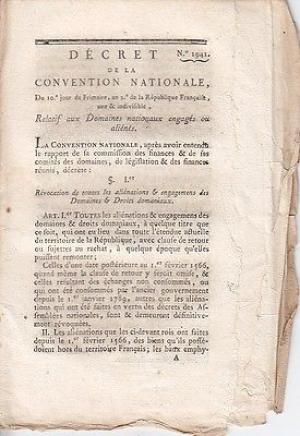 DÉCRET N.º 1941.
DE LA
CONVENTION NATIONALE,
Du 10.e jour de Frimaire, an 2.e de la République Française,
une & indivisible,
Relatif aux Domaines nationaux engagés ou
aliénés.
LA CONVENTION NATIONALE, après avoir entendu
le rapport de sa commission des finances & de ses
comités des domaines, de législation & des finances
réunis, décrète :
§. I.er
Révocation de toutes les aliénations & engagemens des
Domaines & Droits domaniaux.
ART. I.er TOUTES les aliénations & engagemens des
domaines & droits domaniaux, à quelque titre que
ce soit, qui ont eu lieu dans toute l'étendue actuelle
du territoire de la République, avec clause de retour
ou sujettes au rachat, à quelque époque qu'elles
puissent remonter ;
Celles d'une date postérieure au 1.er février 1566,
quand même la clause de retour y seroit omise, &
celles résultant des échanges non consommés, ou
qui ont été consommés par l'ancien gouvernement
depuis le 1.er janvier 1789, autres que les aliéna-
tions qui ont été faites en vertu des décrets des As-
semblées nationales, sont & demeurent définitive-
ment révoquées.
II. Les aliénations que les ci-devant rois ont faites
depuis le 1.er février 1566, des biens qu'ils possé-
doient hors du territoire Français ; les baux emphy-
A